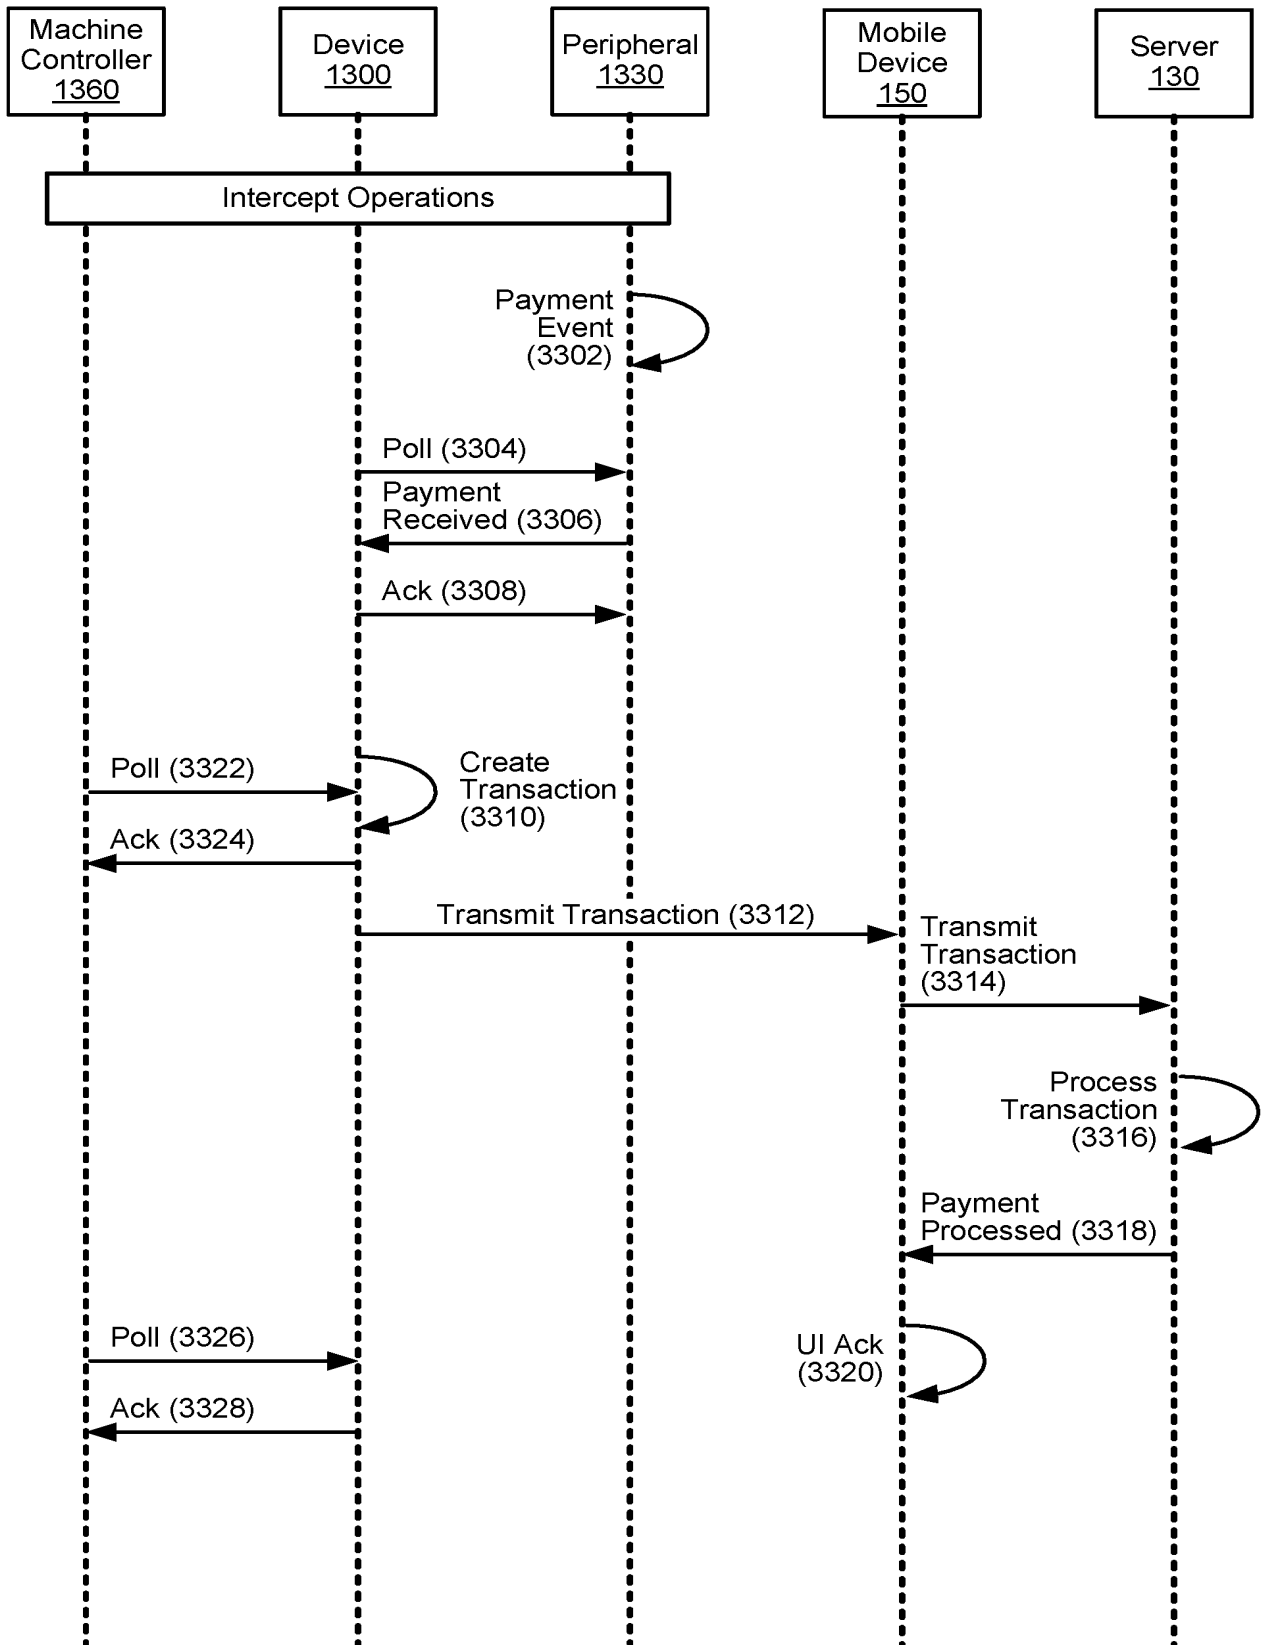 Machine
Controller
1360
Device
1300
Peripheral
1330
Mobile
Device
150
Server
130
Intercept Operations
Payment
Event
(3302)
Poll (3304)
Payment
Received (3306)
Ack (3308)
Poll (3322)
Create
Transaction
(3310)
Ack (3324)
Transmit Transaction (3312)
Transmit
Transaction
(3314)
Process
Transaction
(3316)
Payment
Processed (3318)
Poll (3326)
UI Ack
(3320)
Ack (3328)